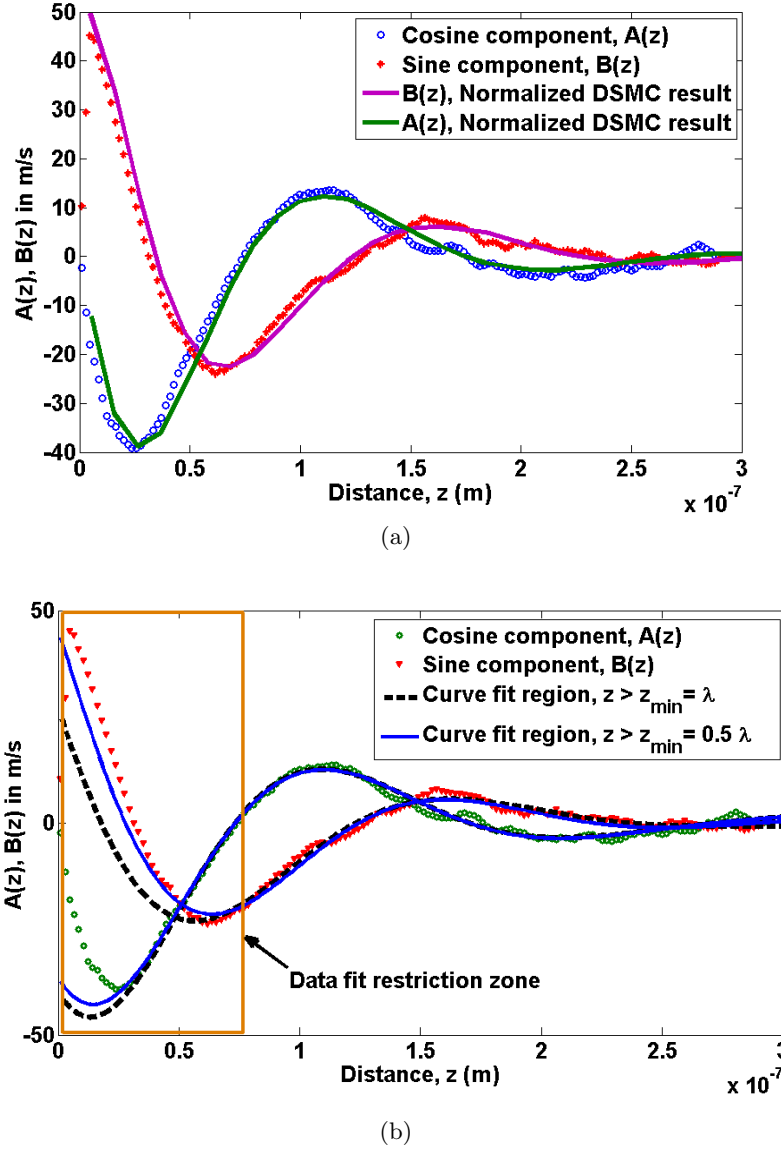 50
40
30
20
10
0
-10
-20
-30
-40
A(z), B(z) in m/s
Cosine component, A(z)
Sine component, B(z)
B(z), Normalized DSMC result
A(z), Normalized DSMC result
0 0.5 1 1.5 2 2.5 3
Distance, z (m)
x 10^-7
(a)
50
0
-50
A(z), B(z) in m/s
Cosine component, A(z)
Sine component, B(z)
Curve fit region, z > z_min = λ
Curve fit region, z > z_min = 0.5 λ
Data fit restriction zone
0 0.5 1 1.5 2 2.5 3
Distance, z (m)
x 10^-7
(b)